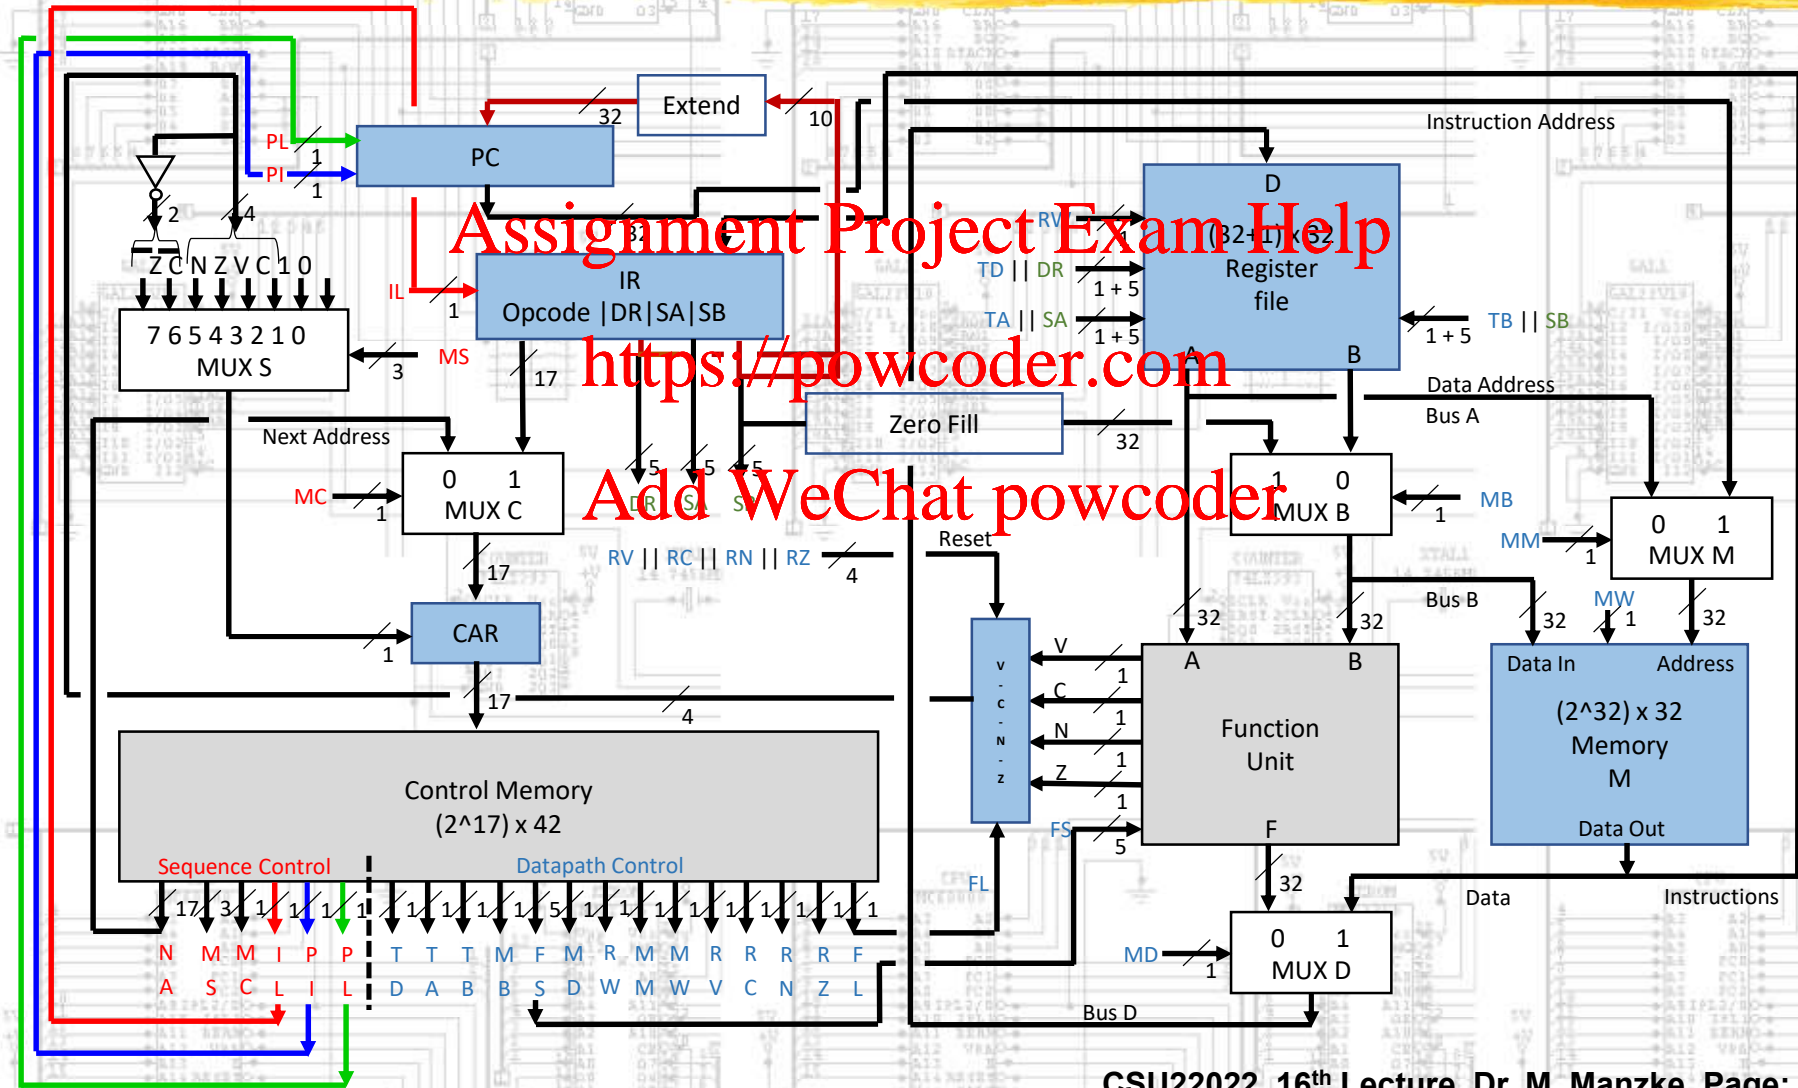 Extend
32
10
Instruction Address
PL
1
PC
PI
1
D
2
4
Assignment Project Exam Help
32
RW
1
(32+1) x 32
Z C N Z V C 1 0
IR
TD || DR
1 + 5
Register
file
IL
1
Opcode |DR|SA|SB
TA || SA
1 + 5
TB || SB
1 + 5
7 6 5 4 3 2 1 0
MUX S
MS
3
https://powcoder.com
A
B
17
Data Address
Bus A
Next Address
Zero Fill
32
5
5
5
0 1
MUX C
MC
1
Add WeChat powcoder
DR
SA
SB
1 0
MUX B
MB
1
0 1
MUX M
MM
1
Reset
RV || RC || RN || RZ
4
17
Bus B
MW
1
32
32
32
32
CAR
1
V
1
A
B
Data In
Address
17
4
C
1
V - C - N - Z
N
1
Function
Unit
(2^32) x 32
Memory
M
Control Memory
(2^17) x 42
Z
1
FS
5
F
Data Out
Sequence Control
Datapath Control
FL
32
Data
Instructions
17 3 1 1 1 1 1 1 1 1 5 1 1 1 1 1 1 1 1 1
N M M I P P T T T M F M R M M R R R R F
A S C L I L D A B B S D W M W V C N Z L
MD
1
0 1
MUX D
Bus D
CSU22022, 16th Lecture, Dr. M. Manzke, Page: